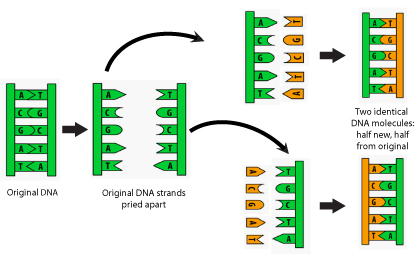 A T
C G
G C
A T
T A
Original DNA
A T
C G
G C
A T
T A
Original DNA strands
pried apart
A T
C G
G C
A T
T A
A T
C G
G C
A T
T A
Two identical
DNA molecules:
half new, half
from original
A T
C G
G C
A T
T A
A T
C G
G C
A T
T A